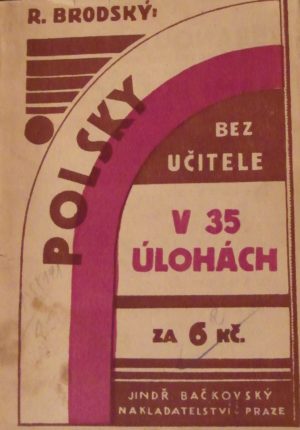 R. BRODSKÝ:
POLSKY
BEZ
UČITELE
V 35
ÚLOHÁCH
ZA 6 KČ.
JINDŘ. BAČKOVSKÝ
NAKLADATELSTVÍ PRAZE